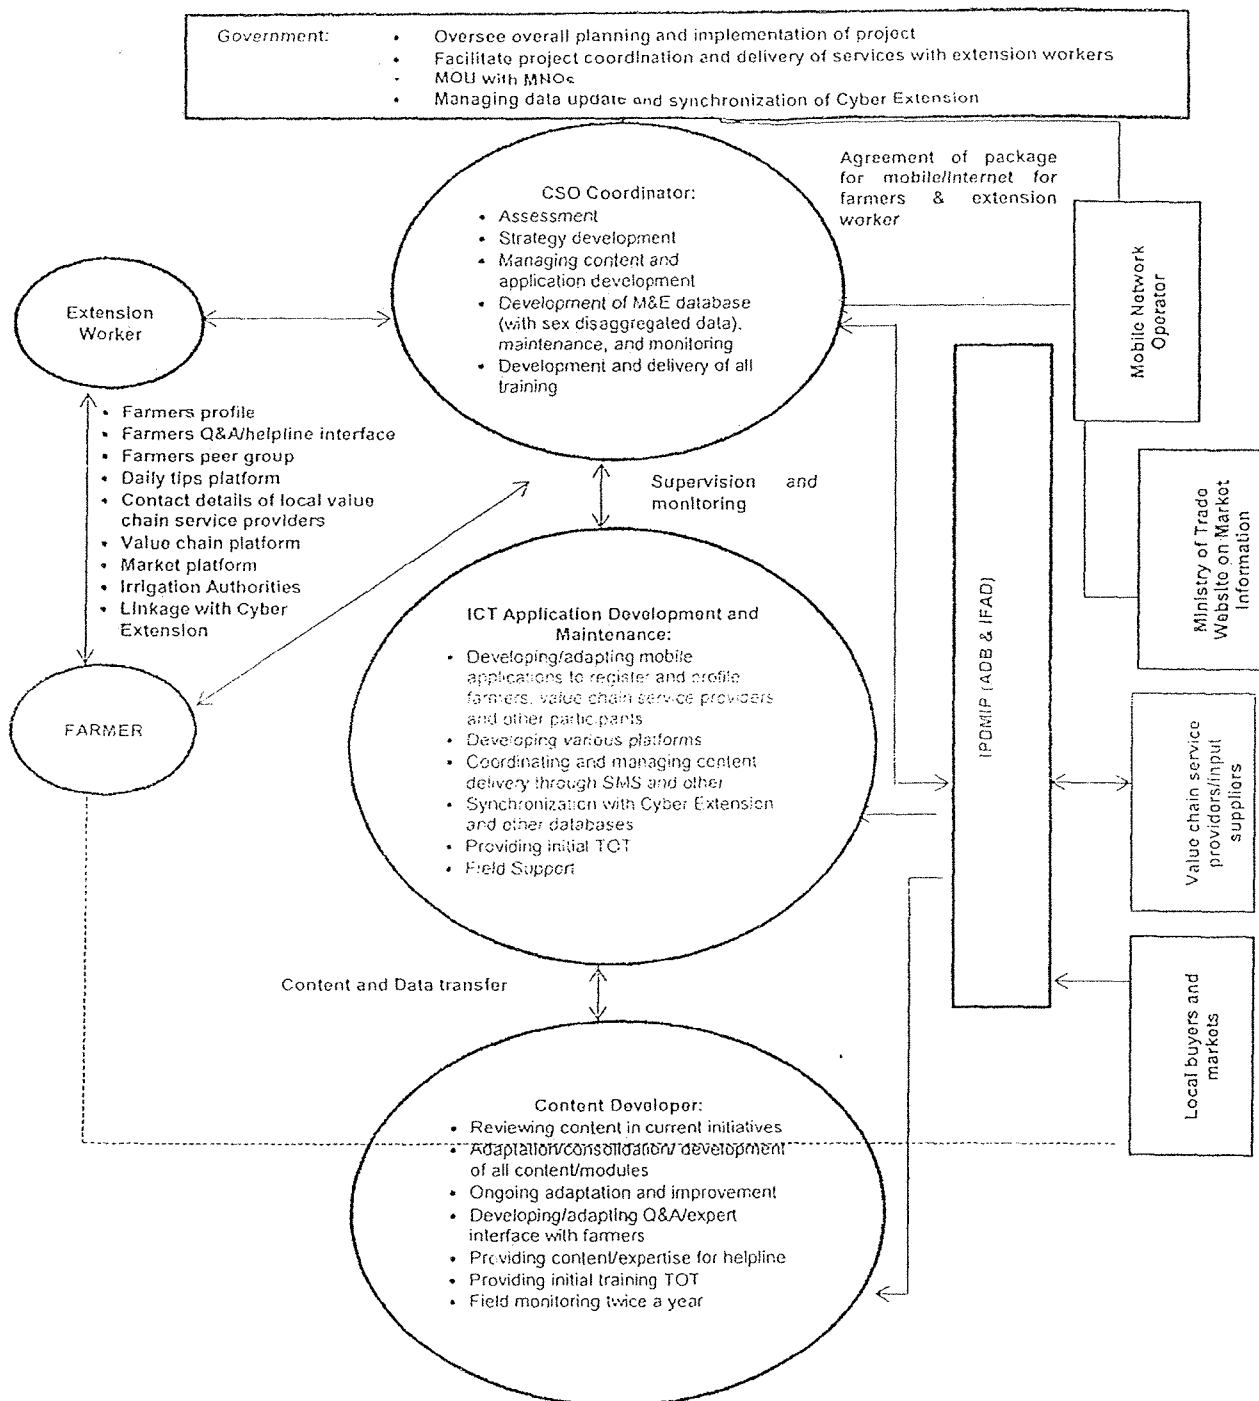 Government:
• Oversee overall planning and implementation of project
• Facilitate project coordination and delivery of services with extension workers
• MOU with MNOs
• Managing data update and synchronization of Cyber Extension
Agreement of package
for mobile/internet for
farmers & extension
worker
CSO Coordinator:
• Assessment
• Strategy development
• Managing content and
application development
• Development of M&E database
(with sex disaggregated data),
maintenance, and monitoring
• Development and delivery of all
training
Extension
Worker
Mobile Network
Operator
• Farmers profile
• Farmers Q&A/helpline interface
• Farmers peer group
• Daily tips platform
• Contact details of local value
chain service providers
• Value chain platform
• Market platform
• Irrigation Authorities
• Linkage with Cyber
Extension
Supervision and
monitoring
Ministry of Trade
Website on Market
Information
IPDMIP (ADB & IFAD)
ICT Application Development and
Maintenance:
• Developing/adapting mobile
applications to register and profile
farmers, value chain service providers
and other participants
• Developing various platforms
• Coordinating and managing content
delivery through SMS and other
• Synchronization with Cyber Extension
and other databases
• Providing initial TOT
• Field Support
FARMER
Value chain service
providors/input
suppliers
Content and Data transfer
Local buyers and
markets
Content Developer:
• Reviewing content in current initiatives
• Adaptation/consolidation/ development
of all content/modules
• Ongoing adaptation and improvement
• Developing/adapting Q&A/expert
interface with farmers
• Providing content/expertise for helpline
• Providing initial training TOT
• Field monitoring twice a year